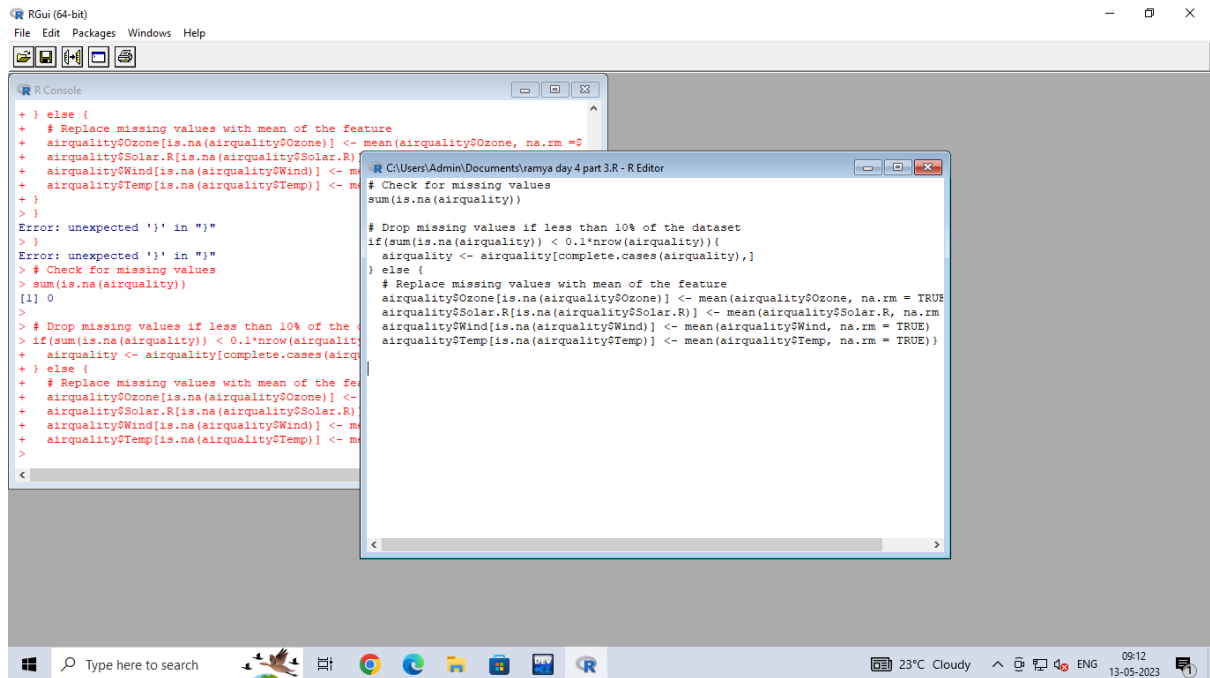 RGui (64-bit)
File Edit Packages Windows Help
R Console
+ } else {
+ # Replace missing values with mean of the feature
+ airquality$Ozone[is.na(airquality$Ozone)] <- mean(airquality$Ozone, na.rm =$
+ airquality$Solar.R[is.na(airquality$Solar.R)]
+ airquality$Wind[is.na(airquality$Wind)] <- me
+ airquality$Temp[is.na(airquality$Temp)] <- me
+ }
> }
Error: unexpected '}' in "}"
> }
Error: unexpected '}' in "}"
> # Check for missing values
> sum(is.na(airquality))
[1] 0
>
> # Drop missing values if less than 10% of the
> if(sum(is.na(airquality)) < 0.1*nrow(airquality
+ airquality <- airquality[complete.cases(airqu
+ } else {
+ # Replace missing values with mean of the fea
+ airquality$Ozone[is.na(airquality$Ozone)] <-
+ airquality$Solar.R[is.na(airquality$Solar.R)]
+ airquality$Wind[is.na(airquality$Wind)] <- me
+ airquality$Temp[is.na(airquality$Temp)] <- me
>
C:\Users\Admin\Documents\ramya day 4 part 3.R - R Editor
# Check for missing values
sum(is.na(airquality))
# Drop missing values if less than 10% of the dataset
if(sum(is.na(airquality)) < 0.1*nrow(airquality)){
airquality <- airquality[complete.cases(airquality),]
} else {
# Replace missing values with mean of the feature
airquality$Ozone[is.na(airquality$Ozone)] <- mean(airquality$Ozone, na.rm = TRUE
airquality$Solar.R[is.na(airquality$Solar.R)] <- mean(airquality$Solar.R, na.rm
airquality$Wind[is.na(airquality$Wind)] <- mean(airquality$Wind, na.rm = TRUE)
airquality$Temp[is.na(airquality$Temp)] <- mean(airquality$Temp, na.rm = TRUE)}
Type here to search
DEV
23°C Cloudy
ENG
09:12
13-05-2023
1